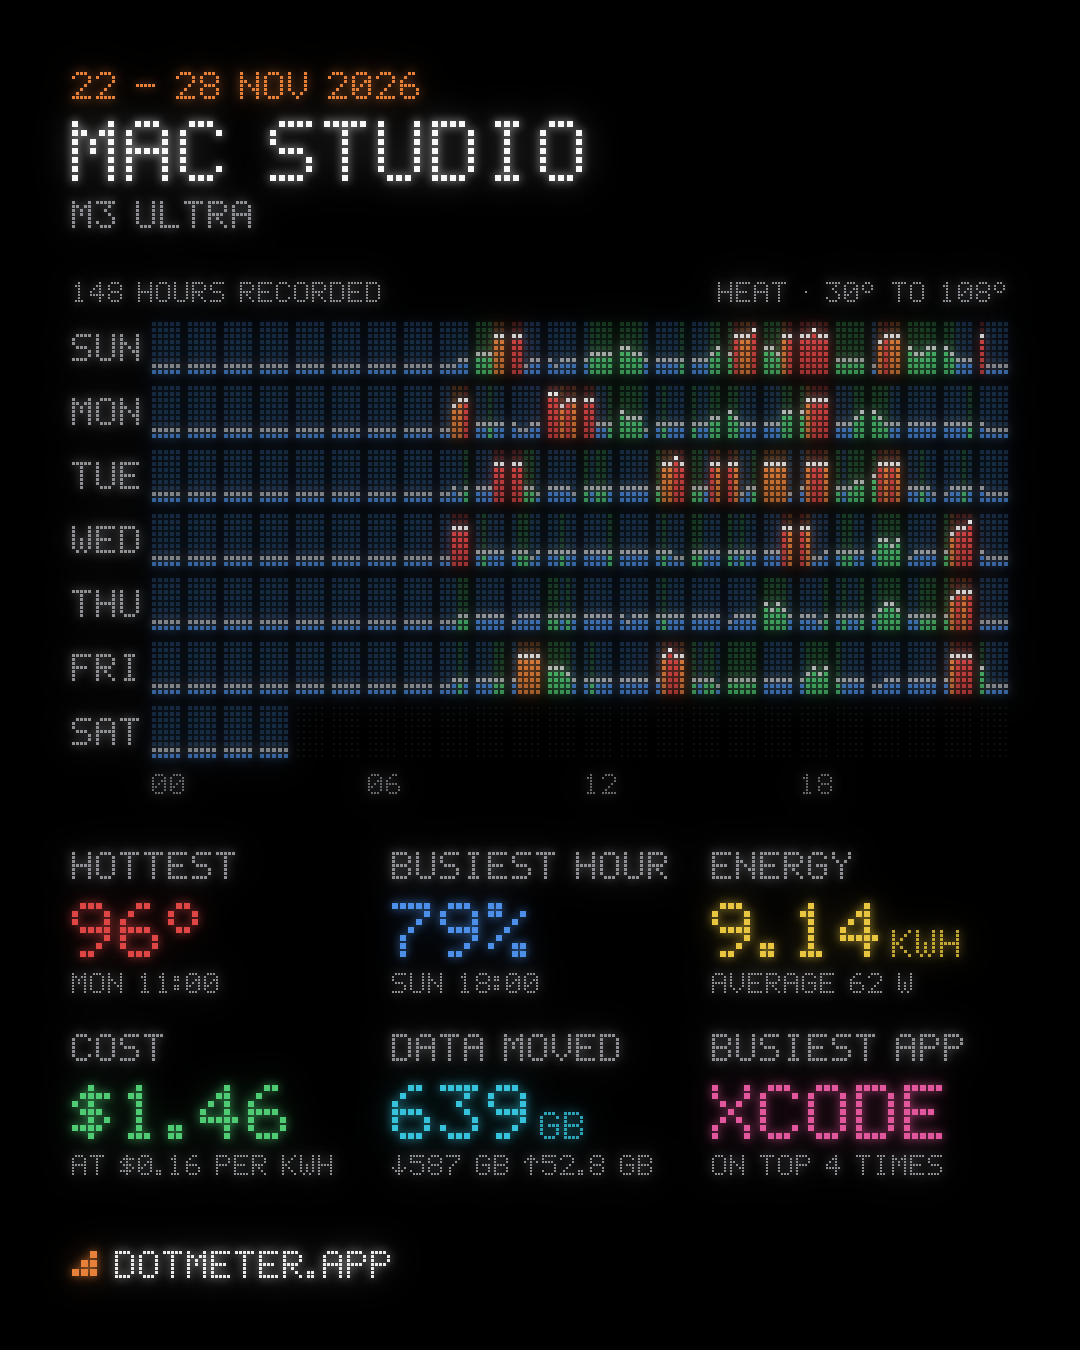 22 - 28 NOV 2026
MAC STUDIO
M3 ULTRA
148 HOURS RECORDED
HEAT · 30° TO 108°
SUN
MON
TUE
WED
THU
FRI
SAT
00 06 12 18
HOTTEST
96°
MON 11:00
BUSIEST HOUR
79%
SUN 18:00
ENERGY
9.14 KWH
AVERAGE 62 W
COST
$1.46
AT $0.16 PER KWH
DATA MOVED
639 GB
↓587 GB ↑52.8 GB
BUSIEST APP
XCODE
ON TOP 4 TIMES
DOTMETER.APP